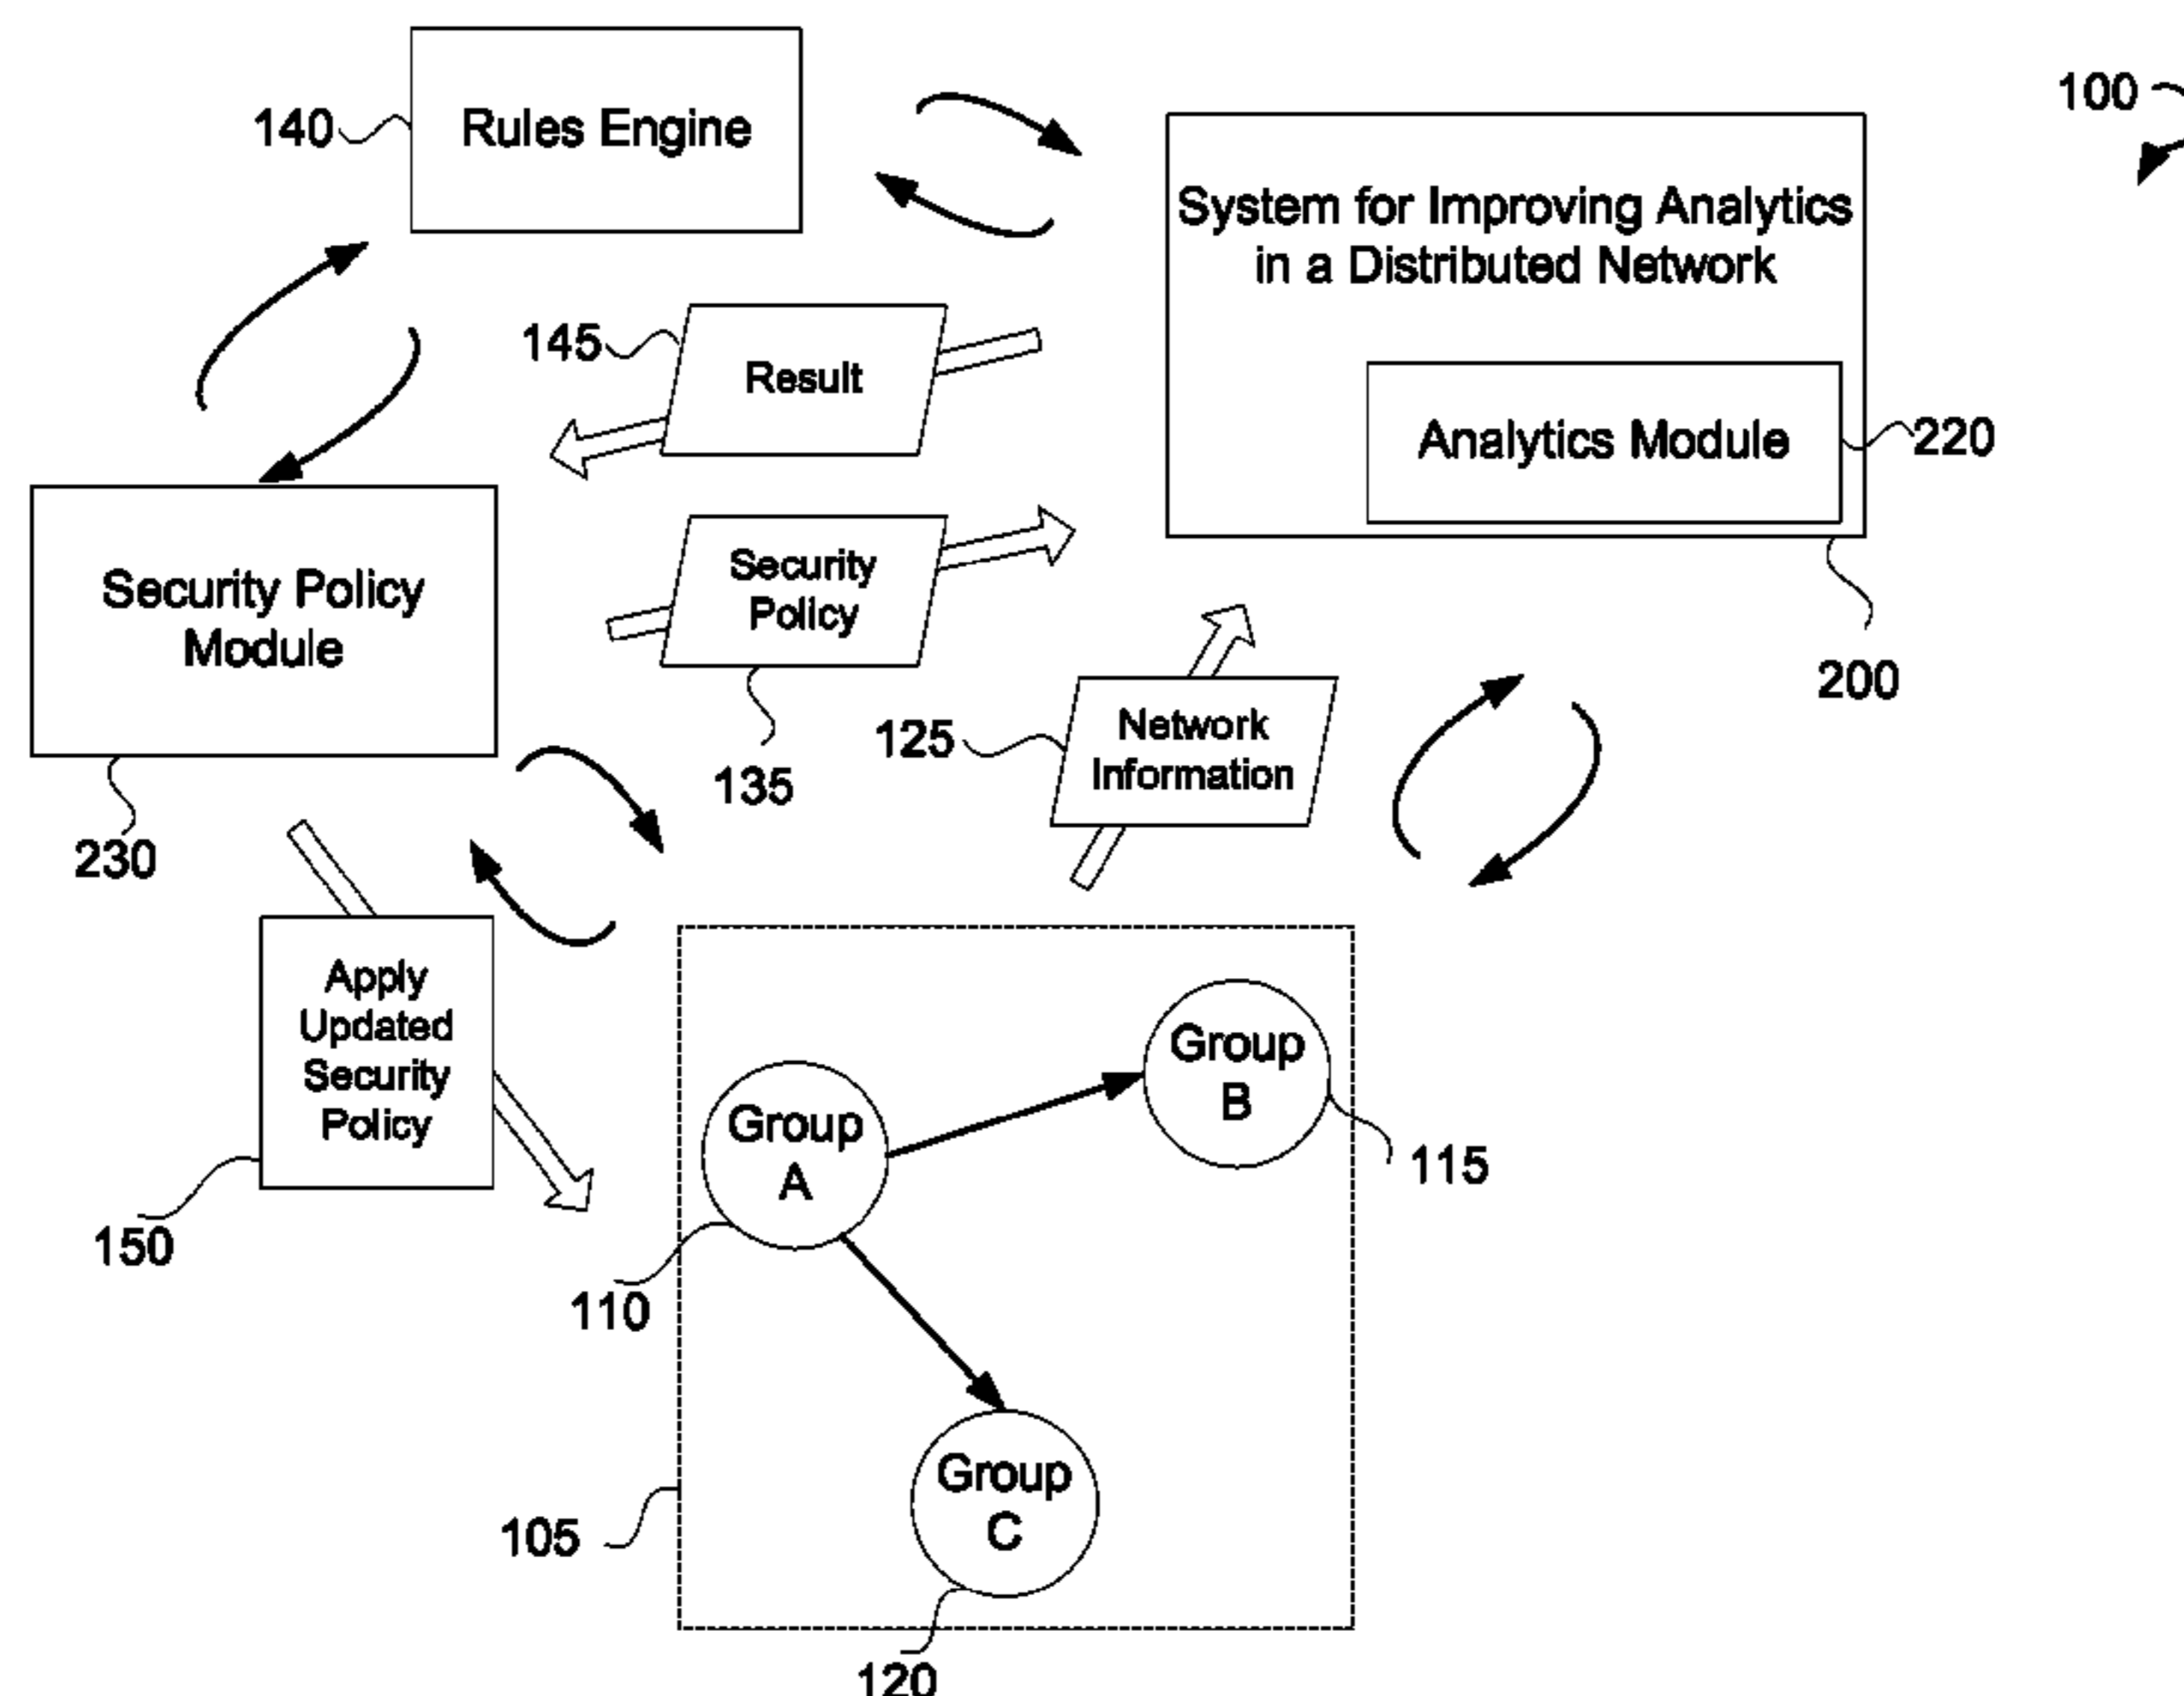 100
140
Rules Engine
System for Improving Analytics
in a Distributed Network
145
Result
Analytics Module
220
Security Policy
Module
Security
Policy
200
125
Network
Information
135
230
Apply
Updated
Security
Policy
Group
B
Group
A
115
150
110
Group
C
105
120